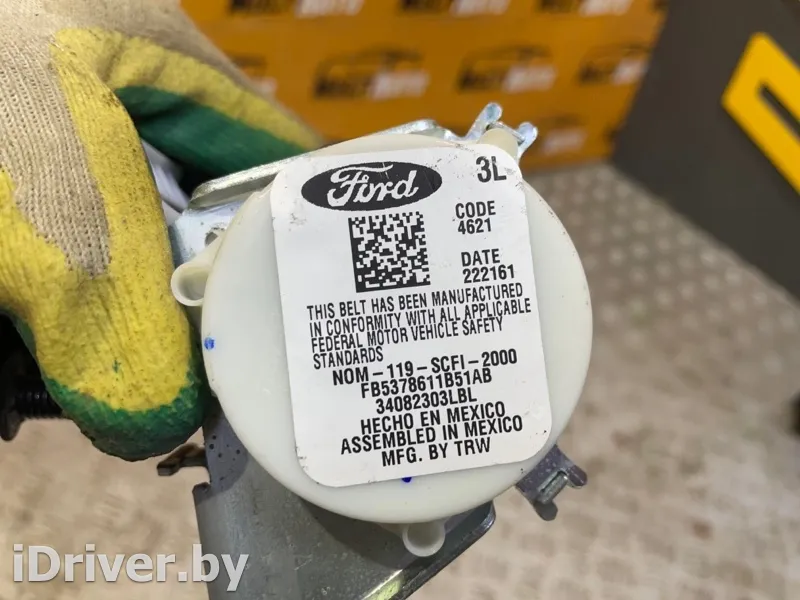 Ford
3L
CODE
4621
DATE
222161
THIS BELT HAS BEEN MANUFACTURED
IN CONFORMITY WITH ALL APPLICABLE
FEDERAL MOTOR VEHICLE SAFETY
STANDARDS
NOM-119-SCFI-2000
FB5378611B51AB
34082303LBL
HECHO EN MEXICO
ASSEMBLED IN MEXICO
MFG. BY TRW
iDriver.by